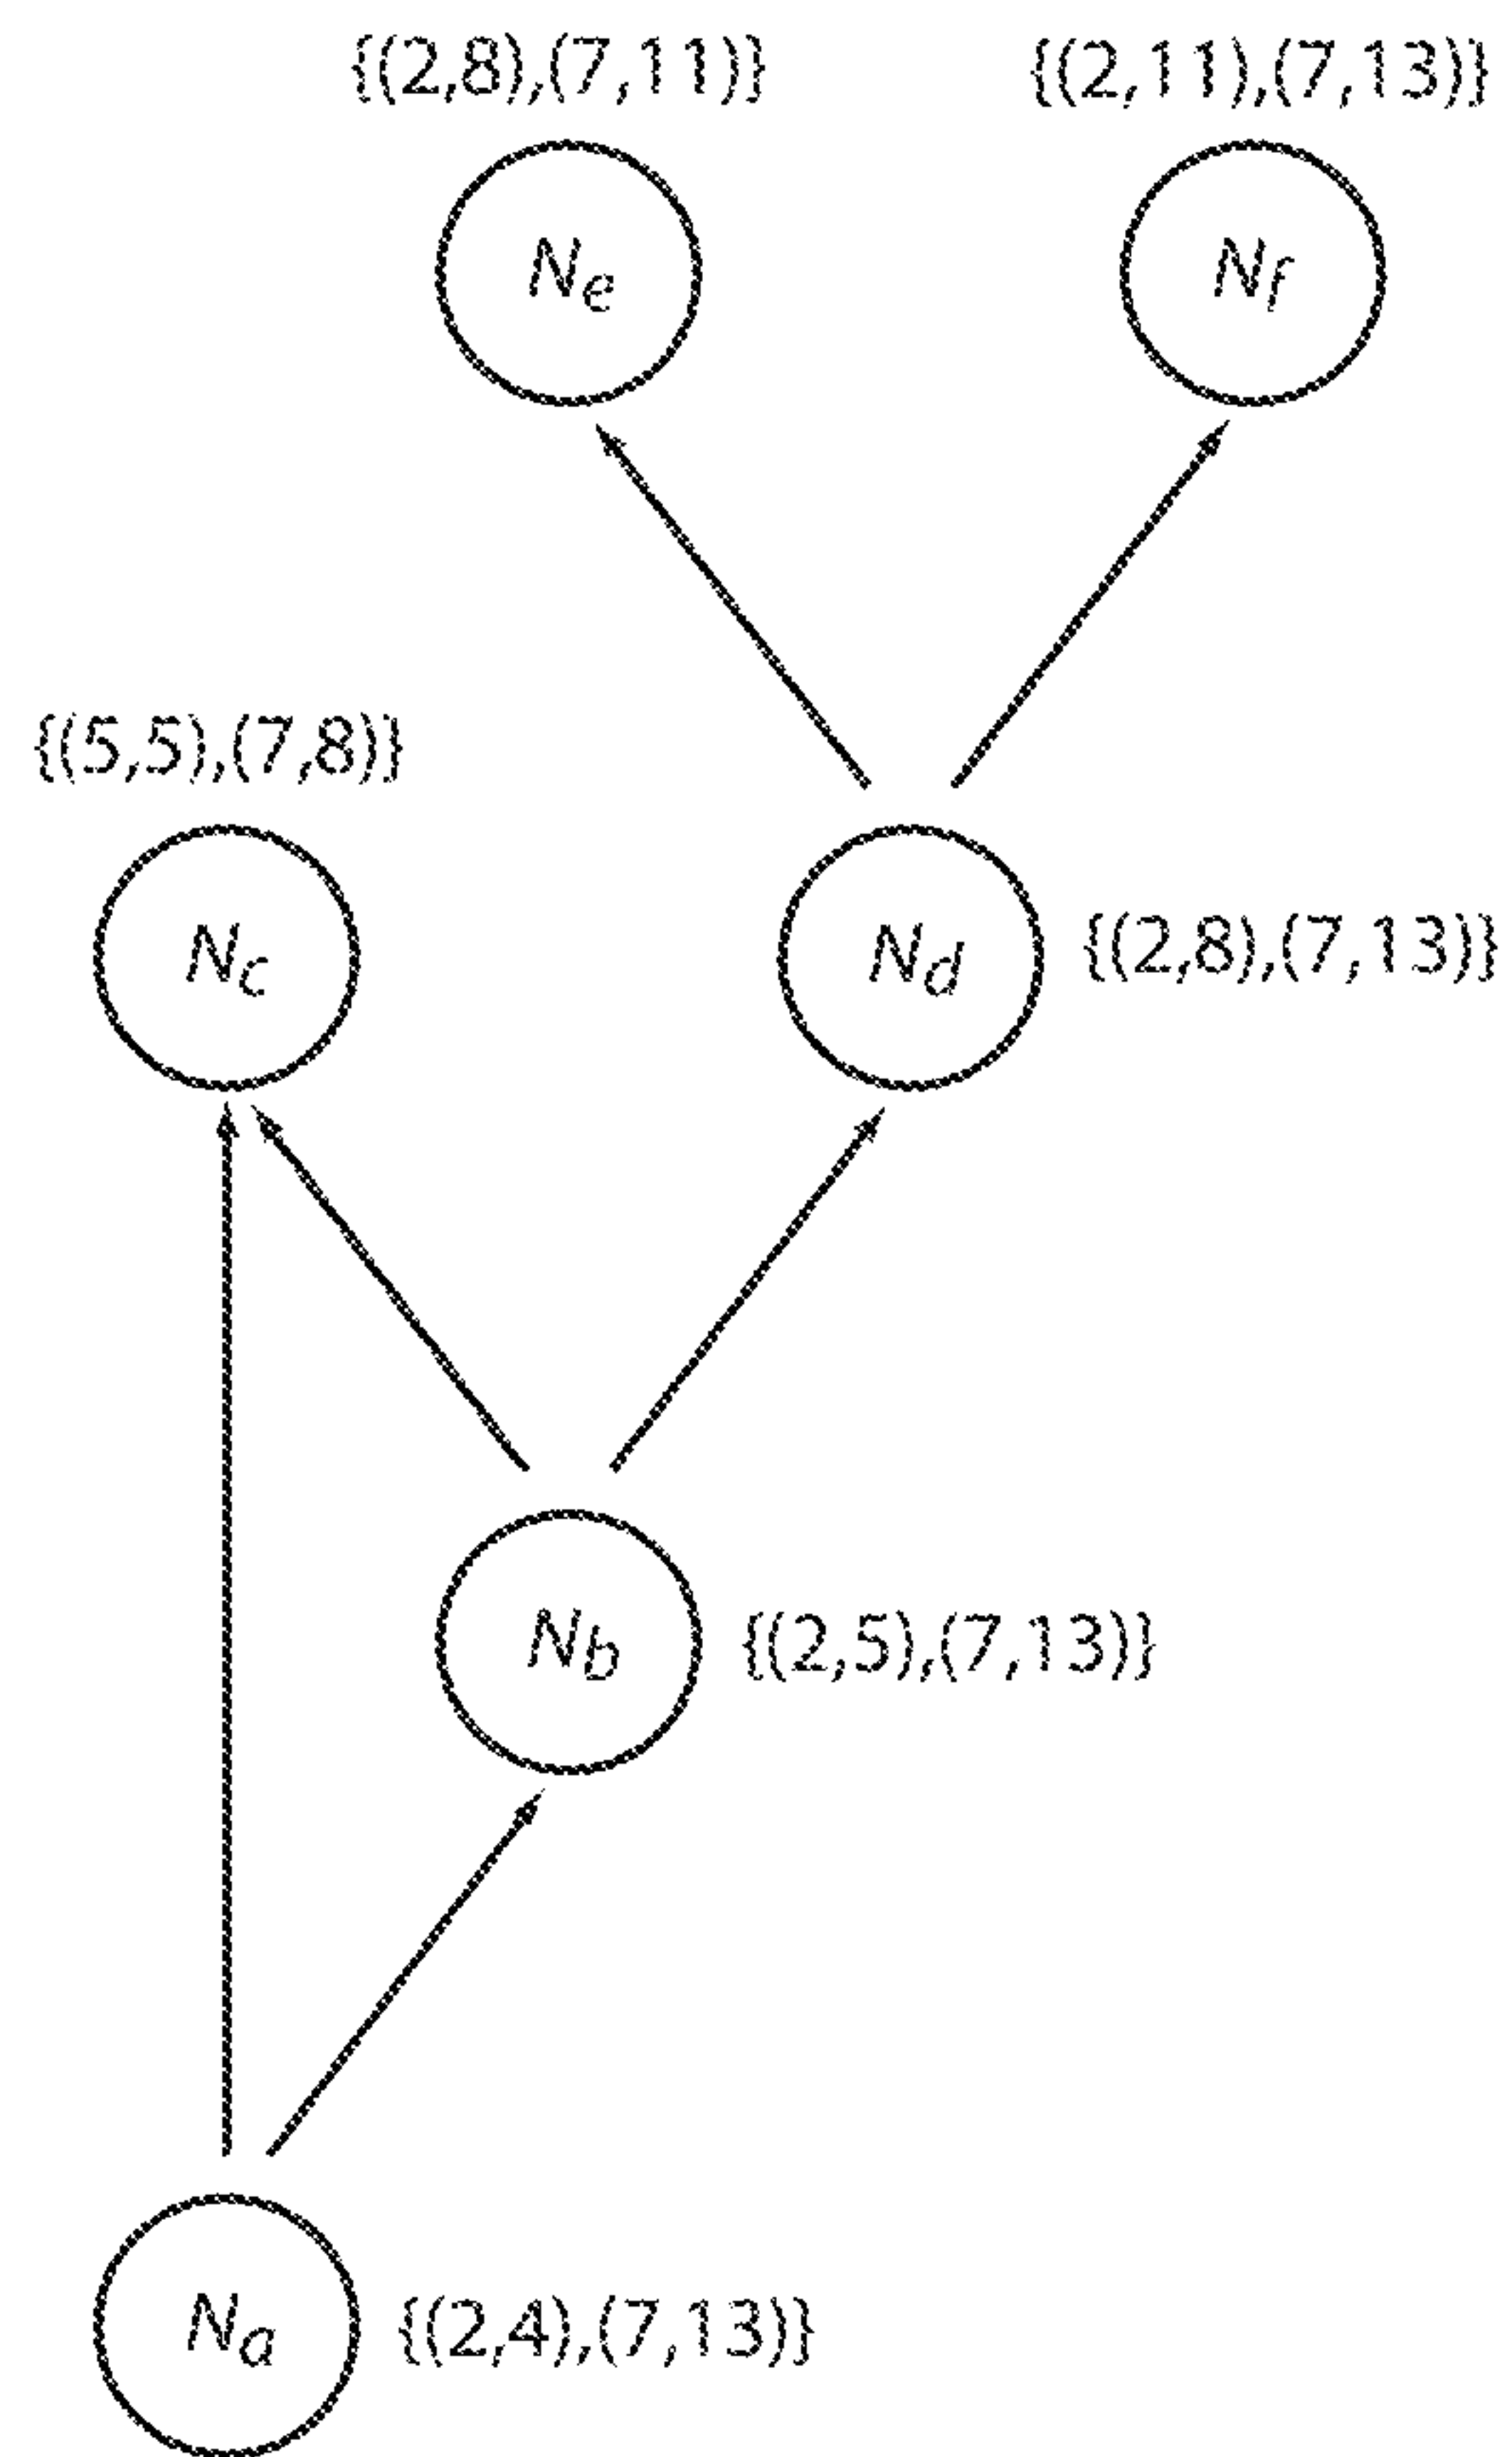 {(2,8),(7,11)} {(2,11),(7,13)}
Ne Nf
{(5,5),(7,8)}
Nc Nd {(2,8),(7,13)}
Nb {(2,5),(7,13)}
Na {(2,4),(7,13)}